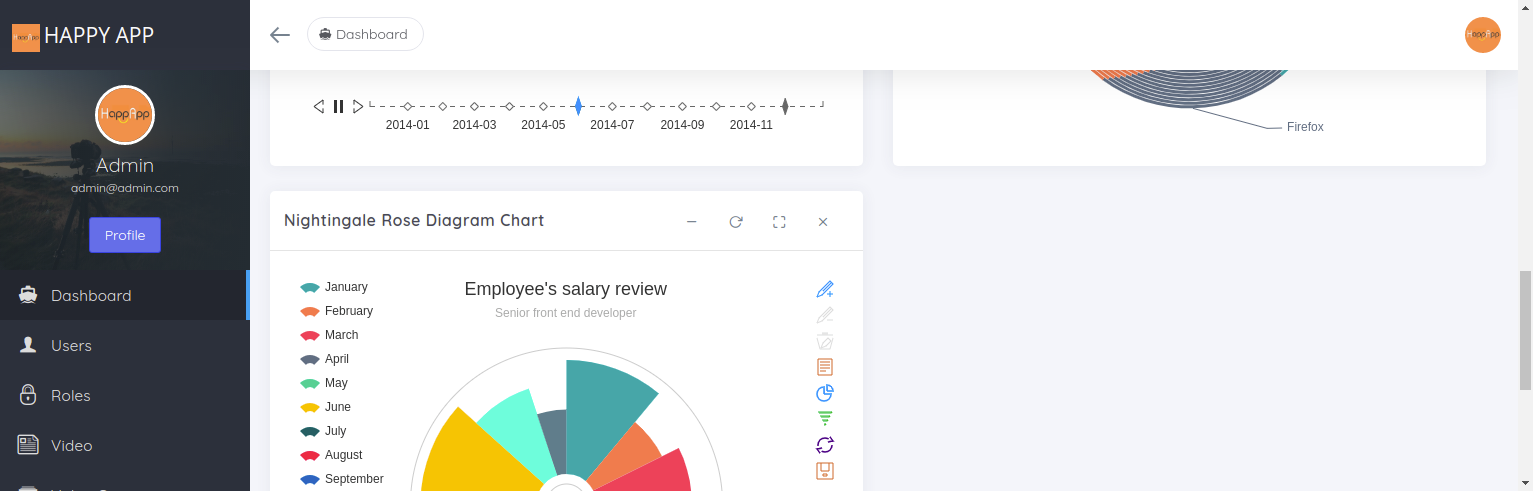 HAPPY APP
Dashboard
Admin
admin@admin.com
Profile
Dashboard
Users
Roles
Video
2014-01 2014-03 2014-05 2014-07 2014-09 2014-11
Firefox
Nightingale Rose Diagram Chart
Employee's salary review
Senior front end developer
January
February
March
April
May
June
July
August
September